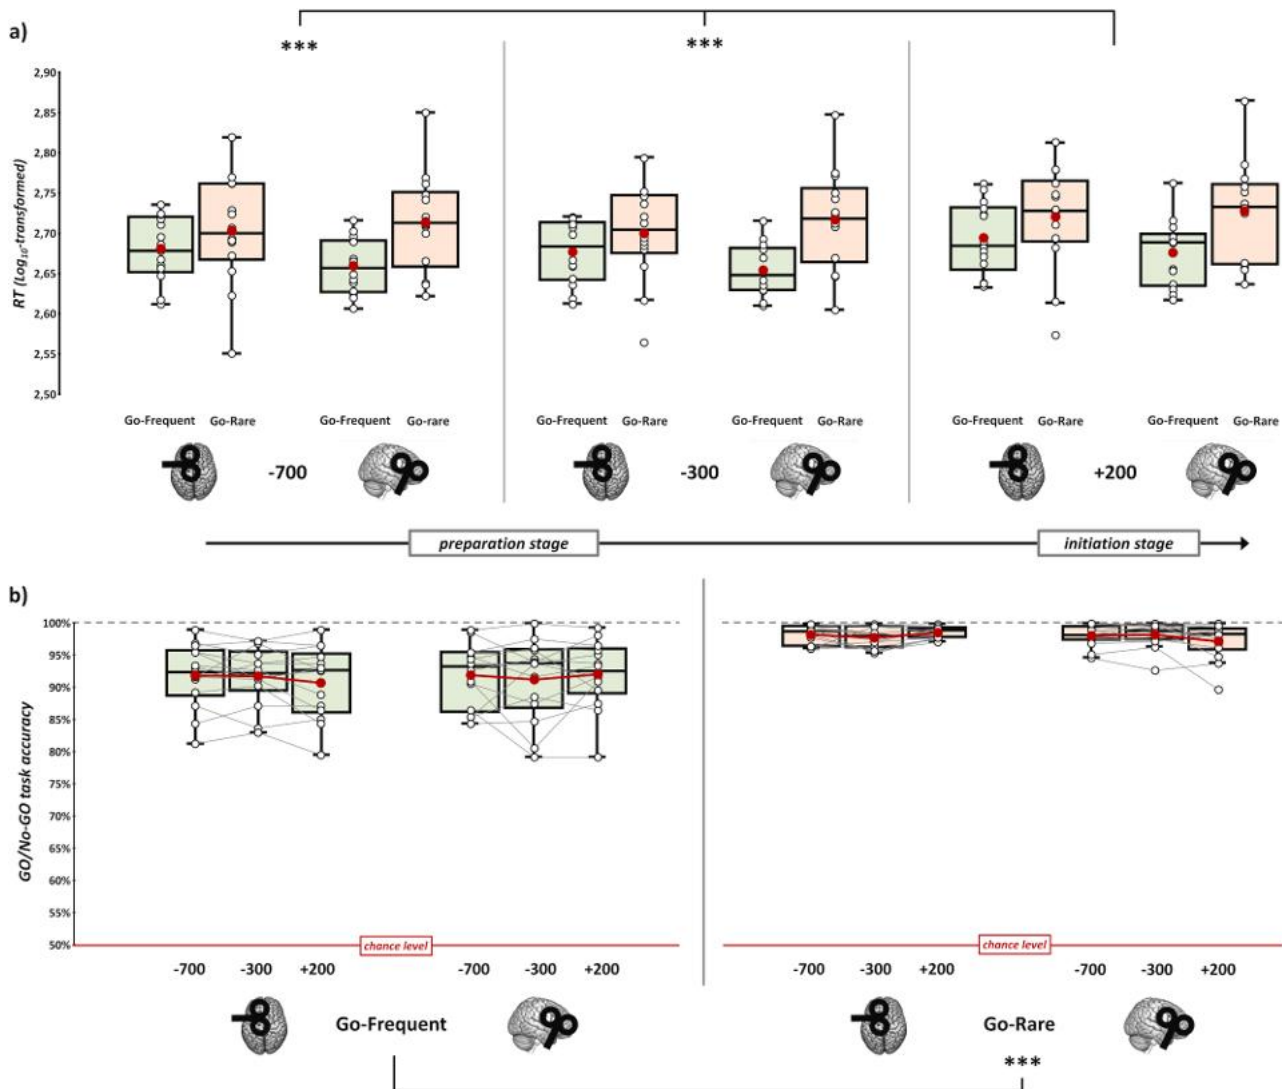 a)
*** ***
2,90
2,80
2,75
2,70
2,65
2,60
2,55
2,50
RT (Log10-transformed)
Go-Frequent Go-Rare Go-Frequent Go-rare Go-Frequent Go-Rare Go-Frequent Go-Rare Go-Frequent Go-Rare Go-Frequent Go-Rare
-700 -300 +200
preparation stage initiation stage
b)
100%
95%
90%
85%
80%
75%
70%
65%
60%
55%
50%
GO/No-GO task accuracy
chance level chance level
-700 -300 +200 -700 -300 +200 -700 -300 +200 -700 -300 +200
Go-Frequent Go-Rare
***